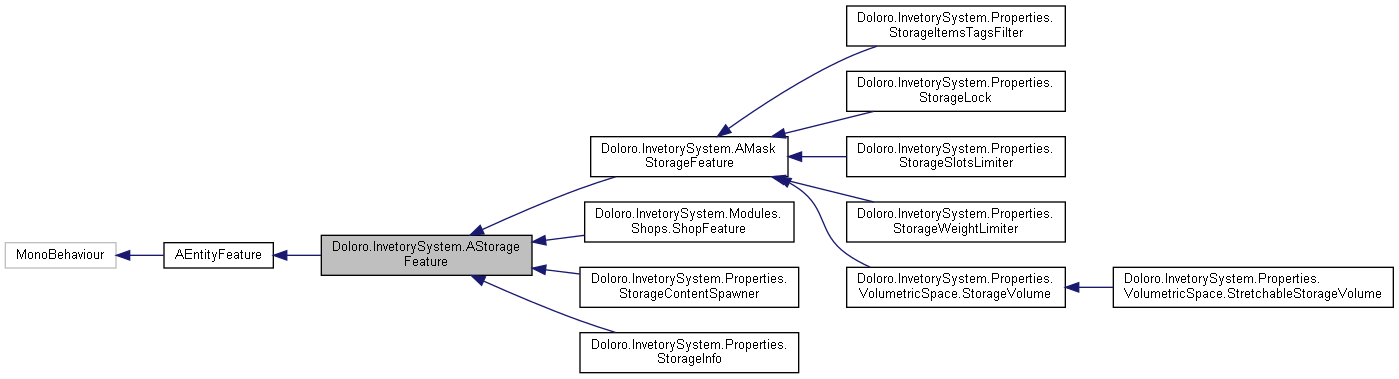 MonoBehaviour
AEntityFeature
Doloro.InvetorySystem.AStorage
Feature
Doloro.InvetorySystem.AMask
StorageFeature
Doloro.InvetorySystem.Modules.
Shops.ShopFeature
Doloro.InvetorySystem.Properties.
StorageContentSpawner
Doloro.InvetorySystem.Properties.
StorageInfo
Doloro.InvetorySystem.Properties.
StorageItemsTagsFilter
Doloro.InvetorySystem.Properties.
StorageLock
Doloro.InvetorySystem.Properties.
StorageSlotsLimiter
Doloro.InvetorySystem.Properties.
StorageWeightLimiter
Doloro.InvetorySystem.Properties.
VolumetricSpace.StorageVolume
Doloro.InvetorySystem.Properties.
VolumetricSpace.StretchableStorageVolume